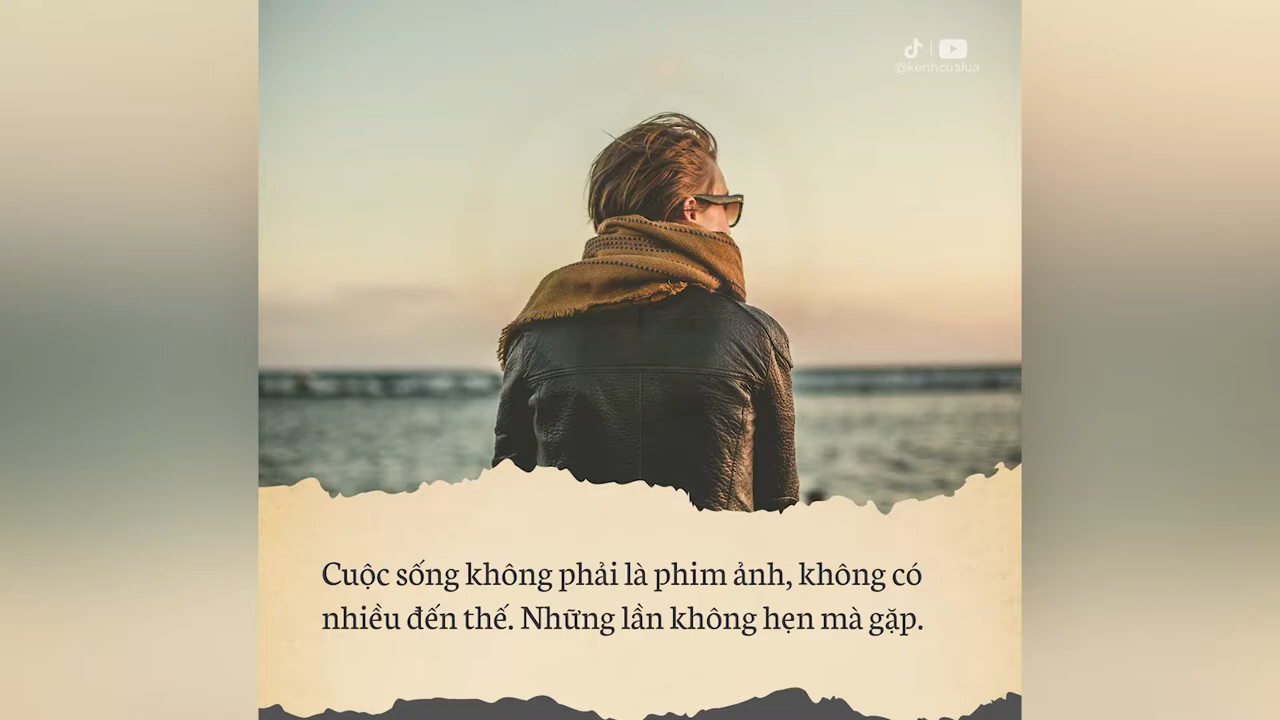 @kenhcualua
Cuộc sống không phải là phim ảnh, không có
nhiều đến thế. Những lần không hẹn mà gặp.